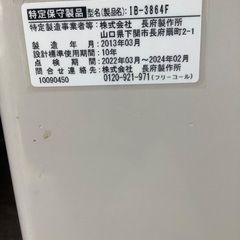 特定保守製品 型名(製品名) IB-3864F
特定製造事業者等：株式会社 長府製作所
山口県下関市長府扇町2-1
製造年月：2013年03月
設計標準使用期間：10年
点検期間：2022年03月 ～2024年02月
問合せ連絡先：株式会社 長府製作所
10090450 0120-921-971 (フリーコール)